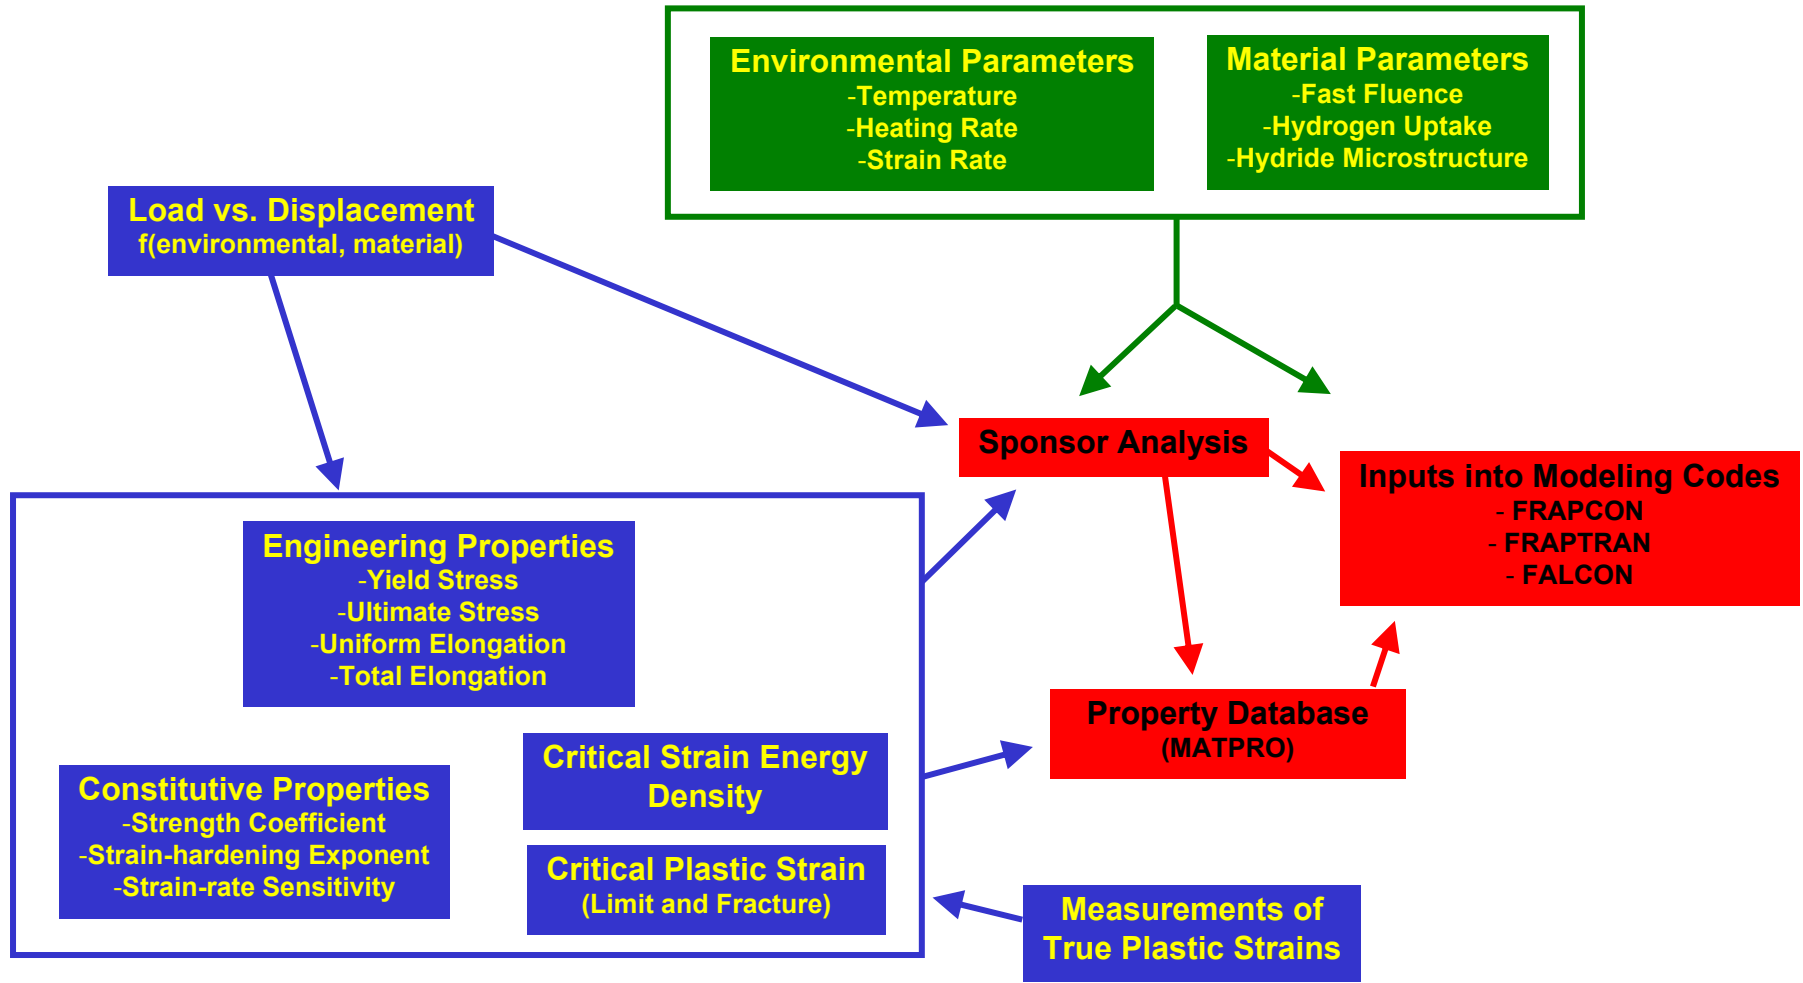 Environmental Parameters
-Temperature
-Heating Rate
-Strain Rate
Material Parameters
-Fast Fluence
-Hydrogen Uptake
-Hydride Microstructure
Load vs. Displacement
f(environmental, material)
Sponsor Analysis
Inputs into Modeling Codes
- FRAPCON
- FRAPTRAN
- FALCON
Engineering Properties
-Yield Stress
-Ultimate Stress
-Uniform Elongation
-Total Elongation
Property Database
(MATPRO)
Critical Strain Energy
Density
Constitutive Properties
-Strength Coefficient
-Strain-hardening Exponent
-Strain-rate Sensitivity
Critical Plastic Strain
(Limit and Fracture)
Measurements of
True Plastic Strains